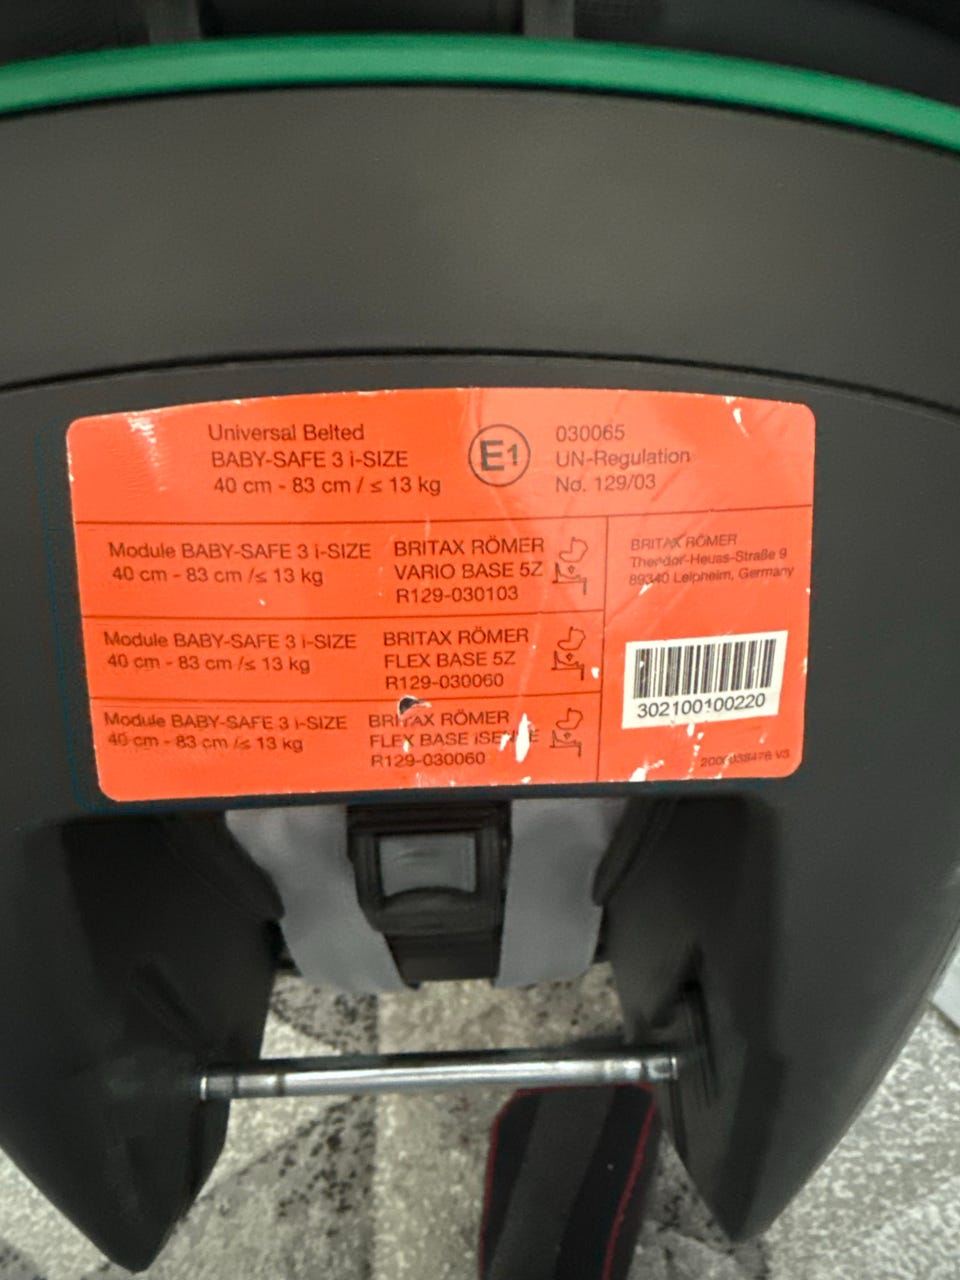 Universal Belted
BABY-SAFE 3 i-SIZE
40 cm - 83 cm / ≤ 13 kg
E1
030065
UN-Regulation
No. 129/03
Module BABY-SAFE 3 i-SIZE
40 cm - 83 cm /≤ 13 kg
BRITAX RÖMER
VARIO BASE 5Z
R129-030103
Module BABY-SAFE 3 i-SIZE
40 cm - 83 cm /≤ 13 kg
BRITAX RÖMER
FLEX BASE 5Z
R129-030060
Module BABY-SAFE 3 i-SIZE
40 cm - 83 cm /≤ 13 kg
BRITAX RÖMER
FLEX BASE iSENSE
R129-030060
BRITAX RÖMER
Theodor-Heuss-Straße 9
89340 Leipheim, Germany
302100100220
V3